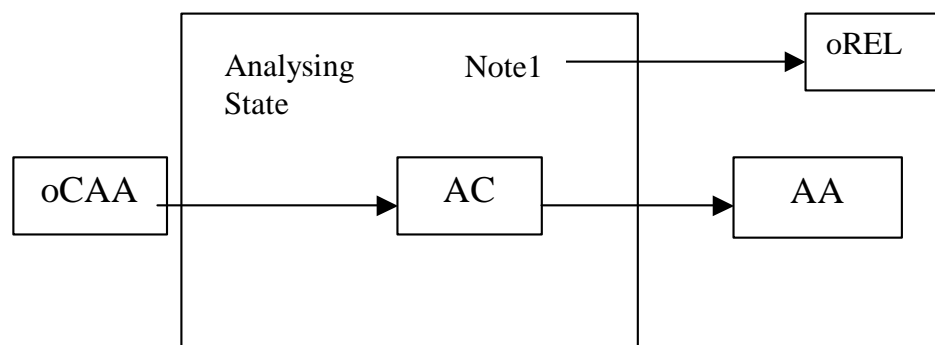 oREL
Analysing
State
Note1
oCAA
AC
AA